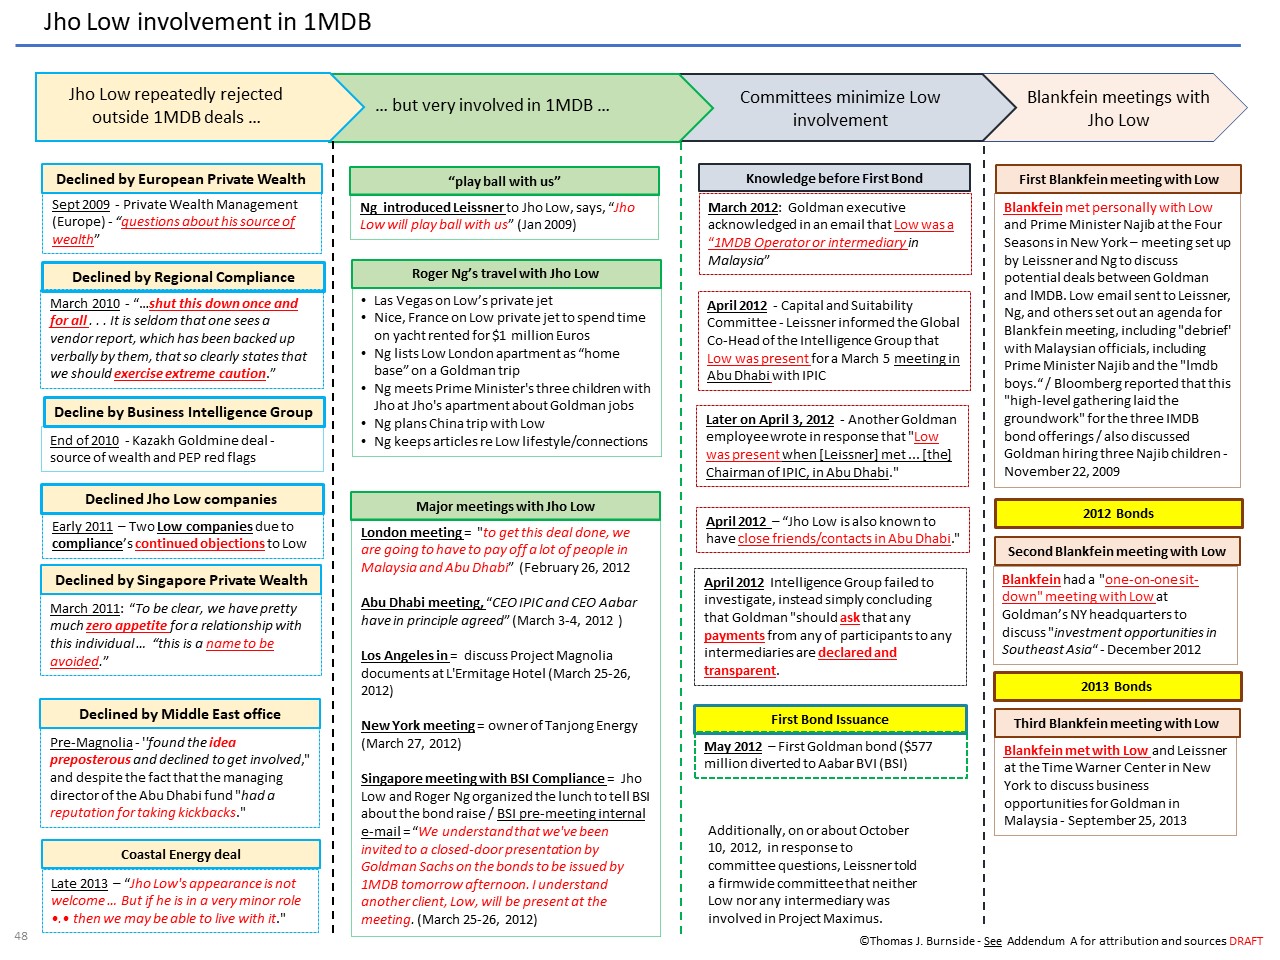 Jho Low involvement in 1MDB
Jho Low repeatedly rejected
outside 1MDB deals ...
... but very involved in 1MDB ...
Committees minimize Low
involvement
Blankfein meetings with
Jho Low
Declined by European Private Wealth
Sept 2009 - Private Wealth Management
(Europe) - “questions about his source of
wealth”
Declined by Regional Compliance
March 2010 - “...shut this down once and
for all . . . It is seldom that one sees a
vendor report, which has been backed up
verbally by them, that so clearly states that
we should exercise extreme caution.”
Decline by Business Intelligence Group
End of 2010 - Kazakh Goldmine deal -
source of wealth and PEP red flags
Declined Jho Low companies
Early 2011 – Two Low companies due to
compliance’s continued objections to Low
Declined by Singapore Private Wealth
March 2011: “To be clear, we have pretty
much zero appetite for a relationship with
this individual ... “this is a name to be
avoided.”
Declined by Middle East office
Pre-Magnolia - ''found the idea
preposterous and declined to get involved,"
and despite the fact that the managing
director of the Abu Dhabi fund "had a
reputation for taking kickbacks."
Coastal Energy deal
Late 2013 – “Jho Low's appearance is not
welcome ... But if he is in a very minor role
•.• then we may be able to live with it."
“play ball with us”
Ng introduced Leissner to Jho Low, says, “Jho
Low will play ball with us” (Jan 2009)
Roger Ng’s travel with Jho Low
• Las Vegas on Low’s private jet
• Nice, France on Low private jet to spend time
on yacht rented for $1 million Euros
• Ng lists Low London apartment as “home
base” on a Goldman trip
• Ng meets Prime Minister's three children with
Jho at Jho's apartment about Goldman jobs
• Ng plans China trip with Low
• Ng keeps articles re Low lifestyle/connections
Major meetings with Jho Low
London meeting = "to get this deal done, we
are going to have to pay off a lot of people in
Malaysia and Abu Dhabi” (February 26, 2012
Abu Dhabi meeting, “CEO IPIC and CEO Aabar
have in principle agreed” (March 3-4, 2012 )
Los Angeles in = discuss Project Magnolia
documents at L'Ermitage Hotel (March 25-26,
2012)
New York meeting = owner of Tanjong Energy
(March 27, 2012)
Singapore meeting with BSI Compliance = Jho
Low and Roger Ng organized the lunch to tell BSI
about the bond raise / BSI pre-meeting internal
e-mail = “We understand that we've been
invited to a closed-door presentation by
Goldman Sachs on the bonds to be issued by
1MDB tomorrow afternoon. I understand
another client, Low, will be present at the
meeting. (March 25-26, 2012)
Knowledge before First Bond
March 2012: Goldman executive
acknowledged in an email that Low was a
“1MDB Operator or intermediary in
Malaysia”
April 2012 - Capital and Suitability
Committee - Leissner informed the Global
Co-Head of the Intelligence Group that
Low was present for a March 5 meeting in
Abu Dhabi with IPIC
Later on April 3, 2012 - Another Goldman
employee wrote in response that "Low
was present when [Leissner] met ... [the]
Chairman of IPIC, in Abu Dhabi."
April 2012 – “Jho Low is also known to
have close friends/contacts in Abu Dhabi."
April 2012 Intelligence Group failed to
investigate, instead simply concluding
that Goldman "should ask that any
payments from any of participants to any
intermediaries are declared and
transparent.
First Bond Issuance
May 2012 – First Goldman bond ($577
million diverted to Aabar BVI (BSI)
Additionally, on or about October
10, 2012, in response to
committee questions, Leissner told
a firmwide committee that neither
Low nor any intermediary was
involved in Project Maximus.
First Blankfein meeting with Low
Blankfein met personally with Low
and Prime Minister Najib at the Four
Seasons in New York – meeting set up
by Leissner and Ng to discuss
potential deals between Goldman
and lMDB. Low email sent to Leissner,
Ng, and others set out an agenda for
Blankfein meeting, including "debrief'
with Malaysian officials, including
Prime Minister Najib and the "lmdb
boys.“ / Bloomberg reported that this
"high-level gathering laid the
groundwork” for the three IMDB
bond offerings / also discussed
Goldman hiring three Najib children -
November 22, 2009
2012 Bonds
Second Blankfein meeting with Low
Blankfein had a "one-on-one sit-
down" meeting with Low at
Goldman’s NY headquarters to
discuss "investment opportunities in
Southeast Asia“ - December 2012
2013 Bonds
Third Blankfein meeting with Low
Blankfein met with Low and Leissner
at the Time Warner Center in New
York to discuss business
opportunities for Goldman in
Malaysia - September 25, 2013
48
©Thomas J. Burnside - See Addendum A for attribution and sources DRAFT